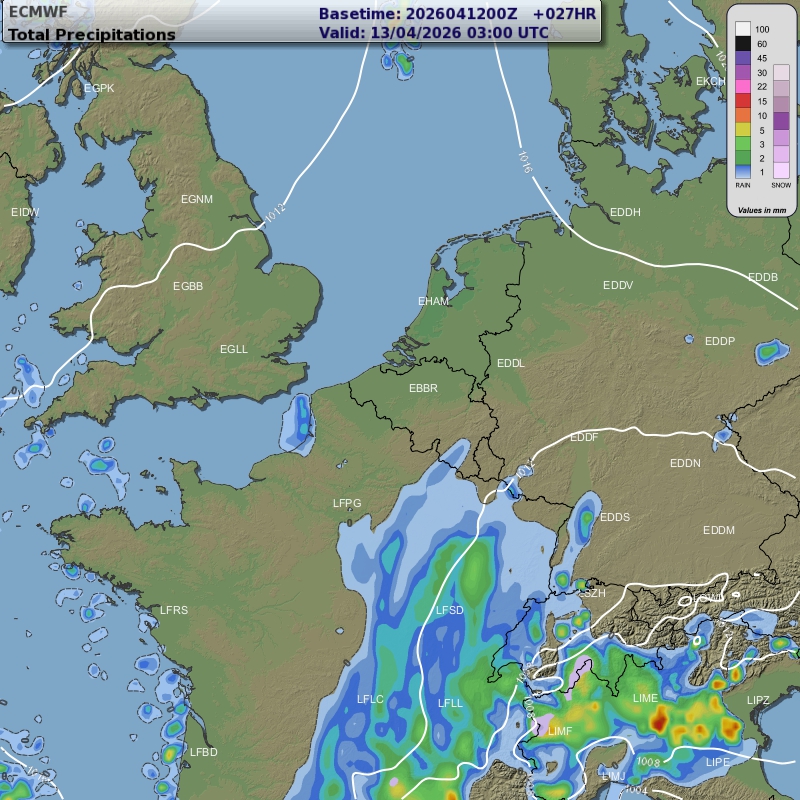 ECMWF
Basetime: 2026041200Z +027HR
Total Precipitations
Valid: 13/04/2026 03:00 UTC
100
60
45
30
22
15
10
5
3
2
1
RAIN
SNOW
Values in mm
EGPK
EKCH
1016
EGNM
1012
EIDW
EDDH
EGBB
EDDV
EDDB
EHAM
EGLL
EDDL
EDDP
EBBR
EDDF
EDDN
LFPG
EDDS
EDDM
LFRS
LFSD
LFLC
LFLL
LIME
LIPZ
1008
LIMF
LFBD
1008
LIPE
LIMJ
1004